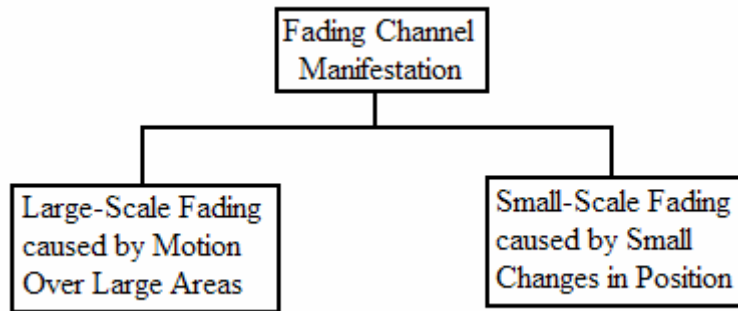 Fading Channel
Manifestation
Large-Scale Fading
caused by Motion
Over Large Areas
Small-Scale Fading
caused by Small
Changes in Position